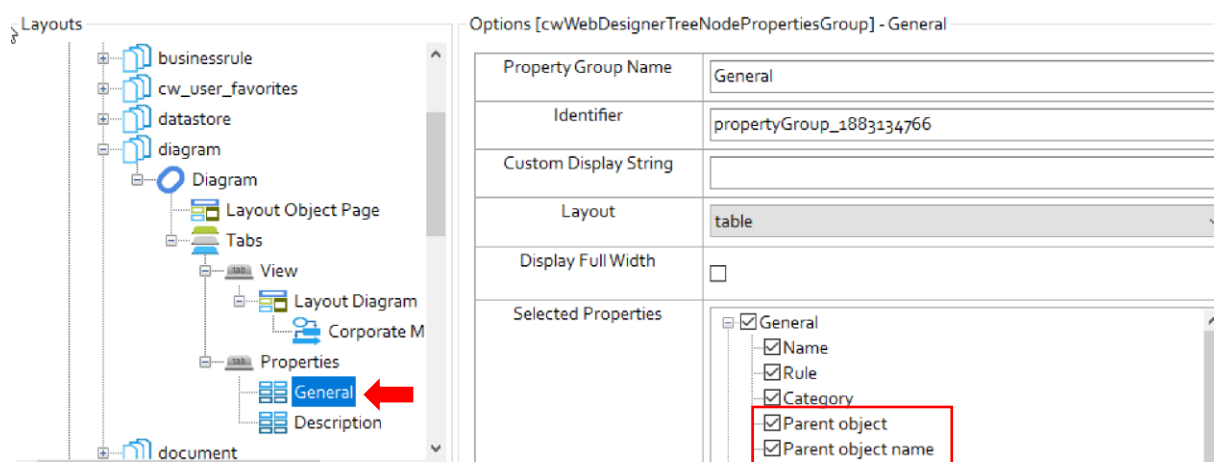 Layouts
businessrule
cw_user_favorites
datastore
diagram
Diagram
Layout Object Page
Tabs
tab View
Layout Diagram
Corporate M
tab Properties
General
Description
document
Options [cwWebDesignerTreeNodePropertiesGroup] - General
Property Group Name General
Identifier propertyGroup_1883134766
Custom Display String
Layout table
Display Full Width
Selected Properties
General
Name
Rule
Category
Parent object
Parent object name